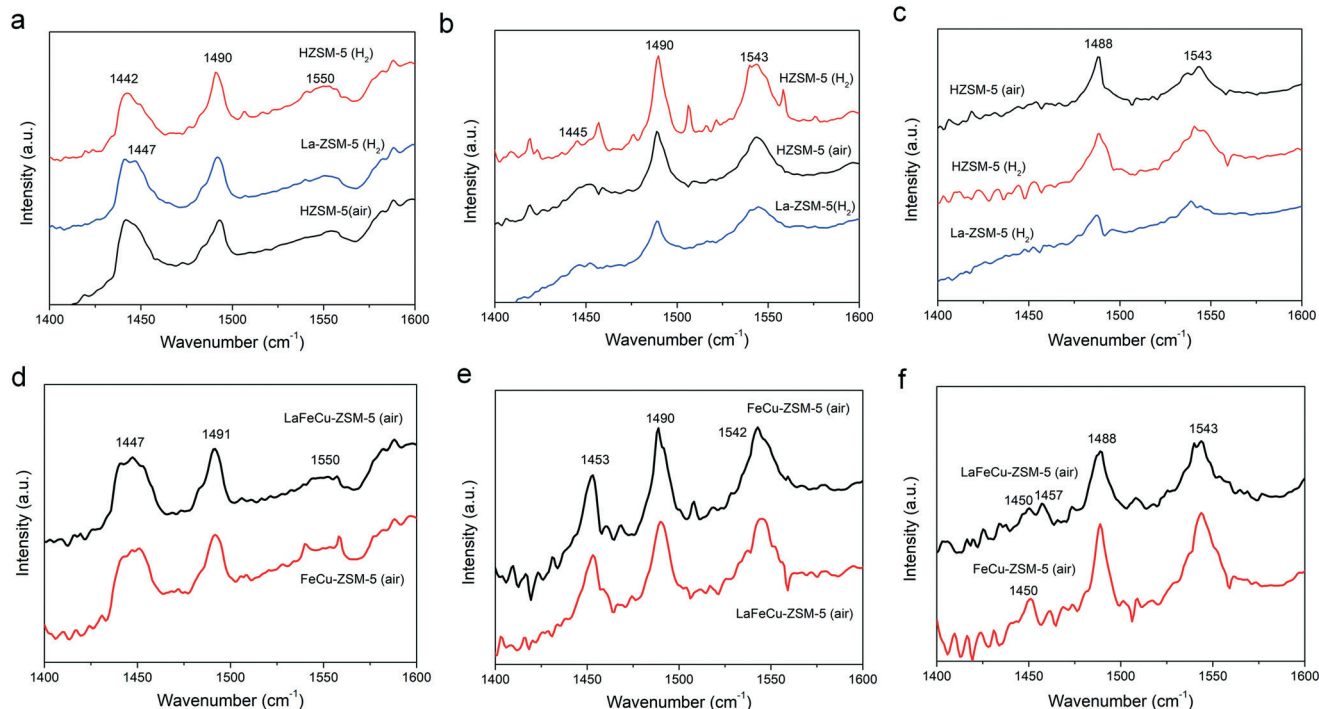 a
HZSM-5 (H₂)
1442
1490
1550
La-ZSM-5 (H₂)
1447
HZSM-5(air)
Intensity (a.u.)
1400 1450 1500 1550 1600
Wavenumber (cm⁻¹)
b
1490
1543
HZSM-5 (H₂)
1445
HZSM-5 (air)
La-ZSM-5(H₂)
Intensity (a.u.)
1400 1450 1500 1550 1600
Wavenumber (cm⁻¹)
c
1488
1543
HZSM-5 (air)
HZSM-5 (H₂)
La-ZSM-5 (H₂)
Intensity (a.u.)
1400 1450 1500 1550 1600
Wavenumber (cm⁻¹)
d
LaFeCu-ZSM-5 (air)
1447
1491
1550
FeCu-ZSM-5 (air)
Intensity (a.u.)
1400 1450 1500 1550 1600
Wavenumber (cm⁻¹)
e
1490
FeCu-ZSM-5 (air)
1542
1453
LaFeCu-ZSM-5 (air)
Intensity (a.u.)
1400 1450 1500 1550 1600
Wavenumber (cm⁻¹)
f
1488
1543
LaFeCu-ZSM-5 (air)
1450
1457
FeCu-ZSM-5 (air)
1450
Intensity (a.u.)
1400 1450 1500 1550 1600
Wavenumber (cm⁻¹)